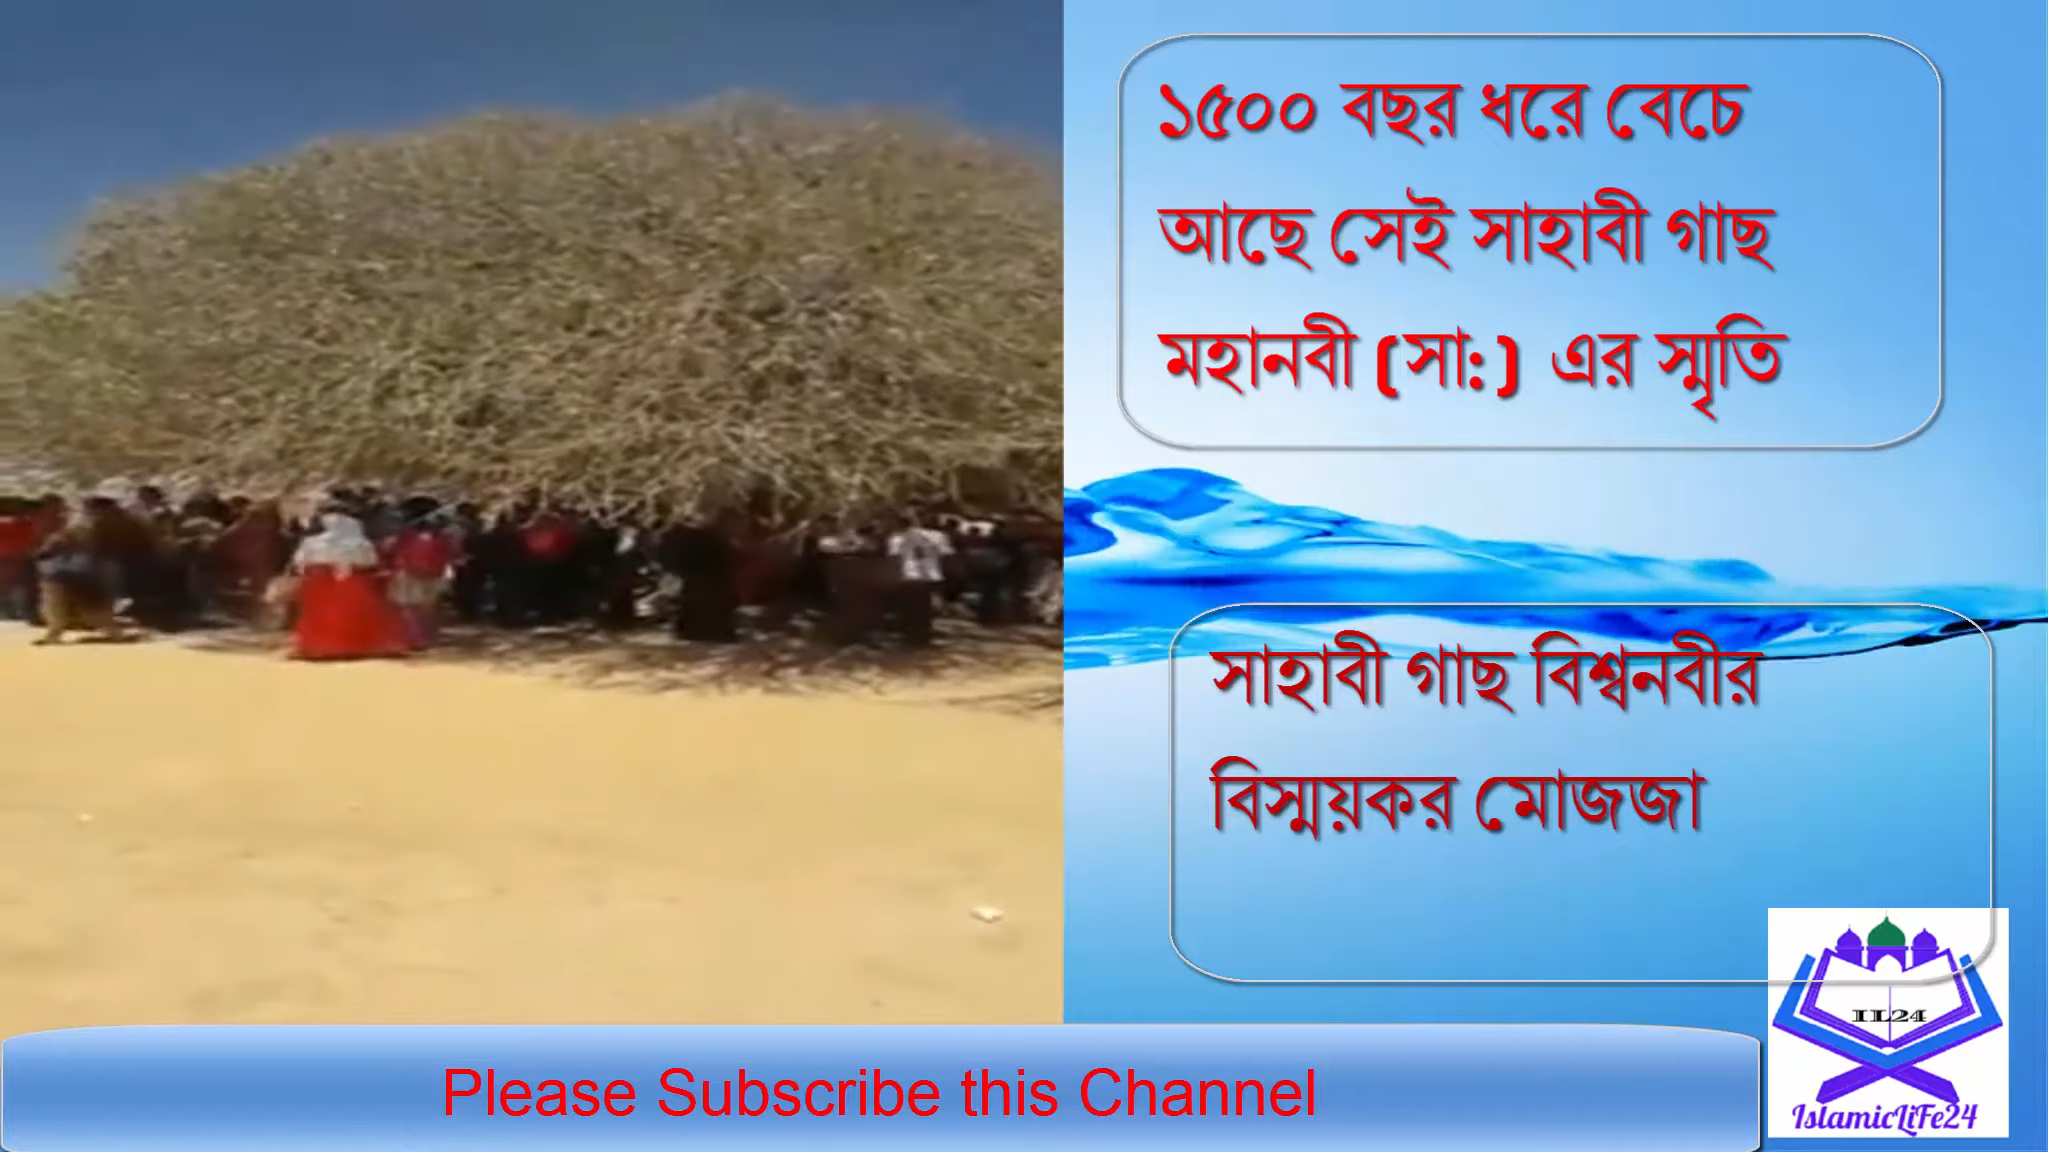 ১৫০০ বছর ধরে বেচে
আছে সেই সাহাবী গাছ
মহানবী (সা:) এর স্মৃতি
সাহাবী গাছ বিশ্বনবীর
বিস্ময়কর মোজজা
IL24
IslamicLiFe24
Please Subscribe this Channel